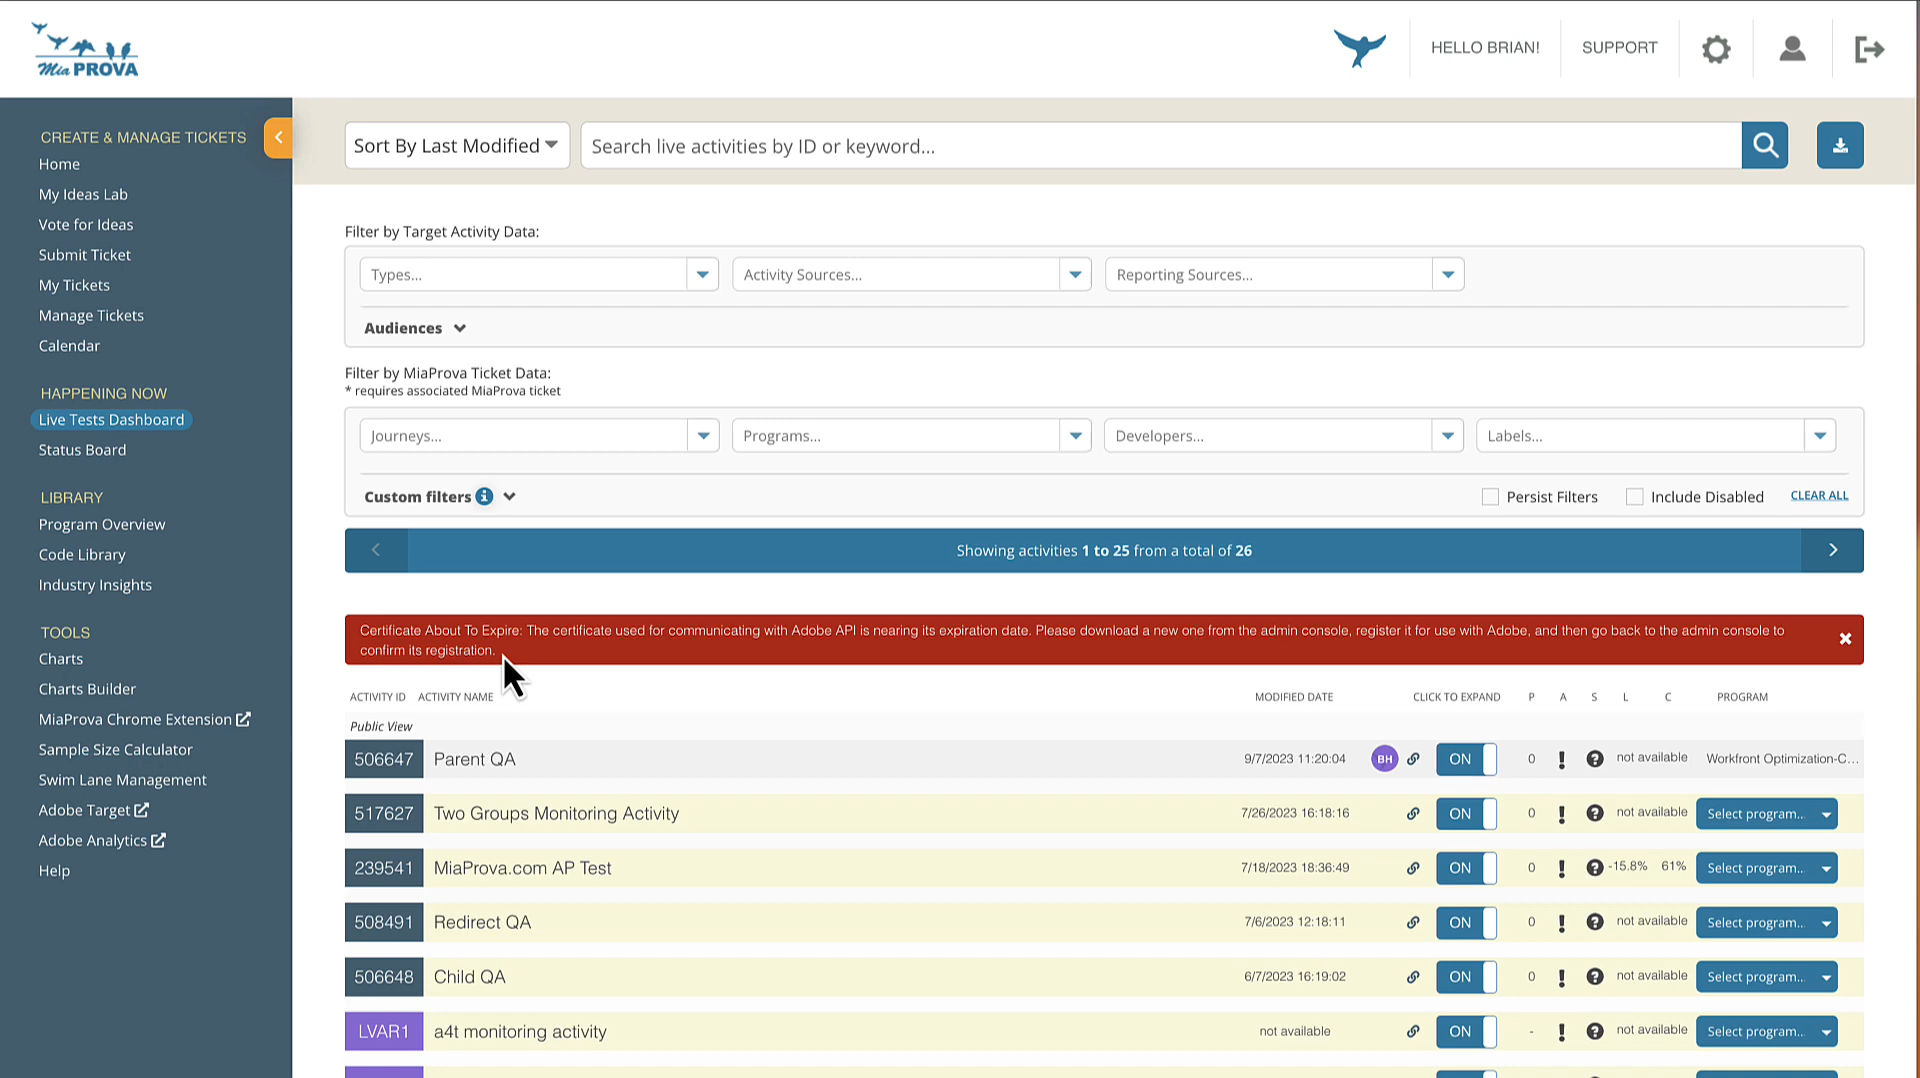 Mia PROVA
HELLO BRIAN!
SUPPORT
CREATE & MANAGE TICKETS
Home
My Ideas Lab
Vote for Ideas
Submit Ticket
My Tickets
Manage Tickets
Calendar
HAPPENING NOW
Live Tests Dashboard
Status Board
LIBRARY
Program Overview
Code Library
Industry Insights
TOOLS
Charts
Charts Builder
MiaProva Chrome Extension
Sample Size Calculator
Swim Lane Management
Adobe Target
Adobe Analytics
Help
Sort By Last Modified
Search live activities by ID or keyword...
Filter by Target Activity Data:
Types... Activity Sources... Reporting Sources...
Audiences
Filter by MiaProva Ticket Data:
* requires associated MiaProva ticket
Journeys... Programs... Developers... Labels...
Custom filters Persist Filters Include Disabled CLEAR ALL
Showing activities 1 to 25 from a total of 26
Certificate About To Expire: The certificate used for communicating with Adobe API is nearing its expiration date. Please download a new one from the admin console, register it for use with Adobe, and then go back to the admin console to
confirm its registration.
ACTIVITY ID ACTIVITY NAME MODIFIED DATE CLICK TO EXPAND P A S L C PROGRAM
Public View
506647 Parent QA 9/7/2023 11:20:04 BH ON 0 ! ? not available Workfront Optimization-C...
517627 Two Groups Monitoring Activity 7/26/2023 16:18:16 ON 0 ! ? not available Select program...
239541 MiaProva.com AP Test 7/18/2023 18:36:49 ON 0 ! ? -15.8% 61% Select program...
508491 Redirect QA 7/6/2023 12:18:11 ON 0 ! ? not available Select program...
506648 Child QA 6/7/2023 16:19:02 ON 0 ! ? not available Select program...
LVAR1 a4t monitoring activity not available ON - ! ? not available Select program...